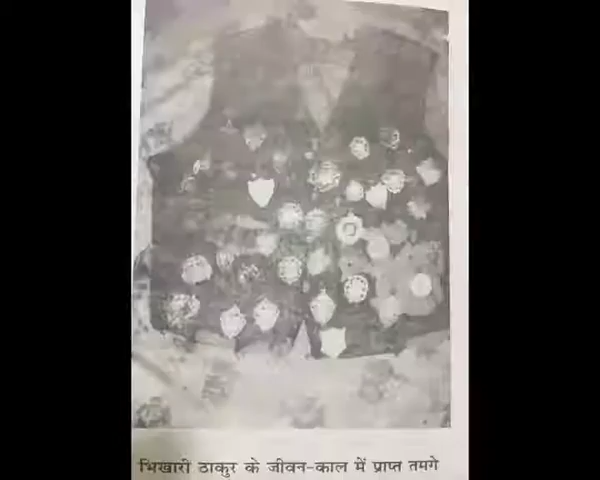 भिखारी ठाकुर के जीवन-काल में प्राप्त तमगे